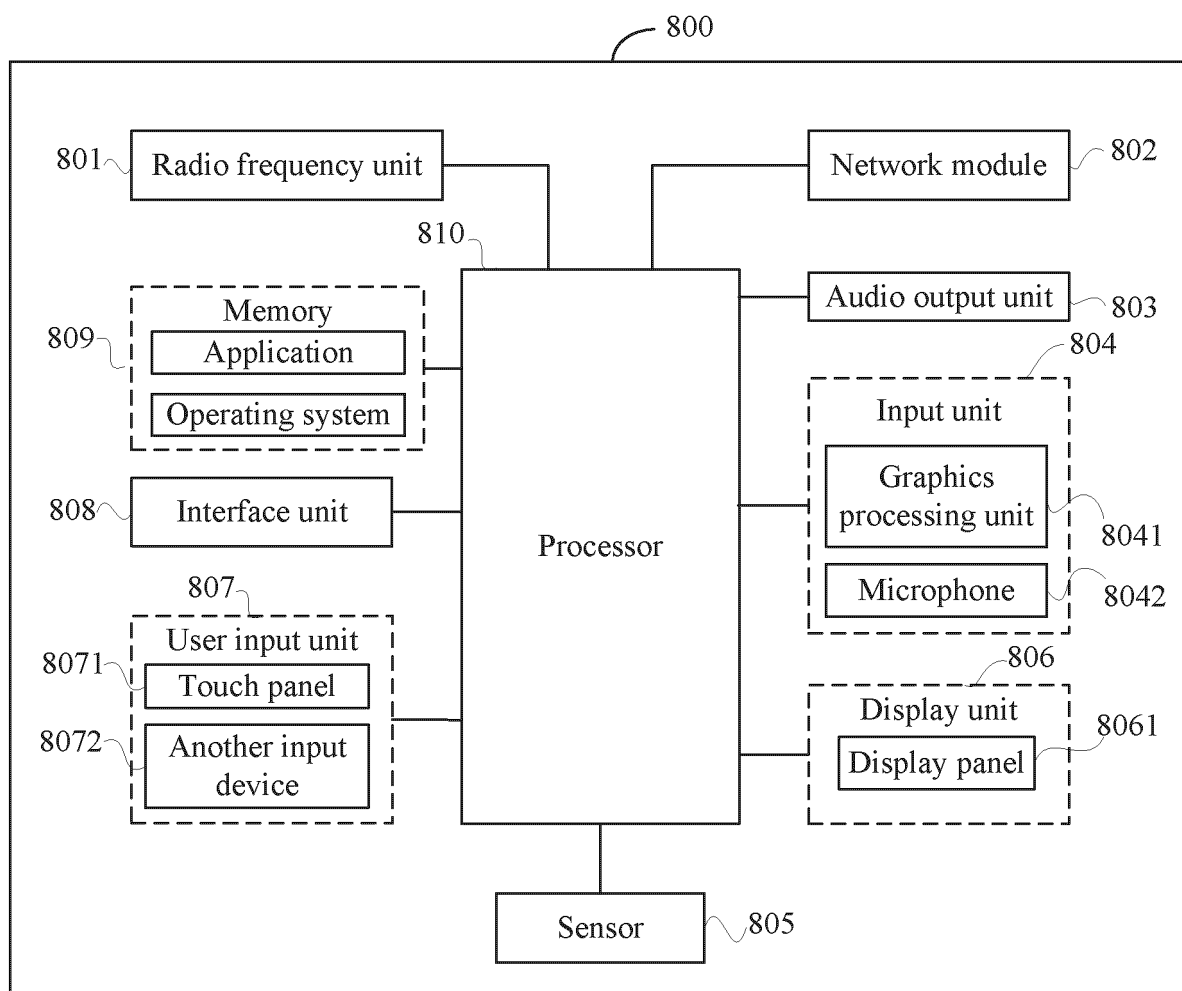 800
801
Radio frequency unit
Network module
802
810
Memory
Application
Operating system
809
Audio output unit
803
804
Input unit
Graphics
processing unit
8041
Microphone
8042
808
Interface unit
Processor
807
User input unit
8071
Touch panel
8072
Another input
device
806
Display unit
Display panel
8061
Sensor
805